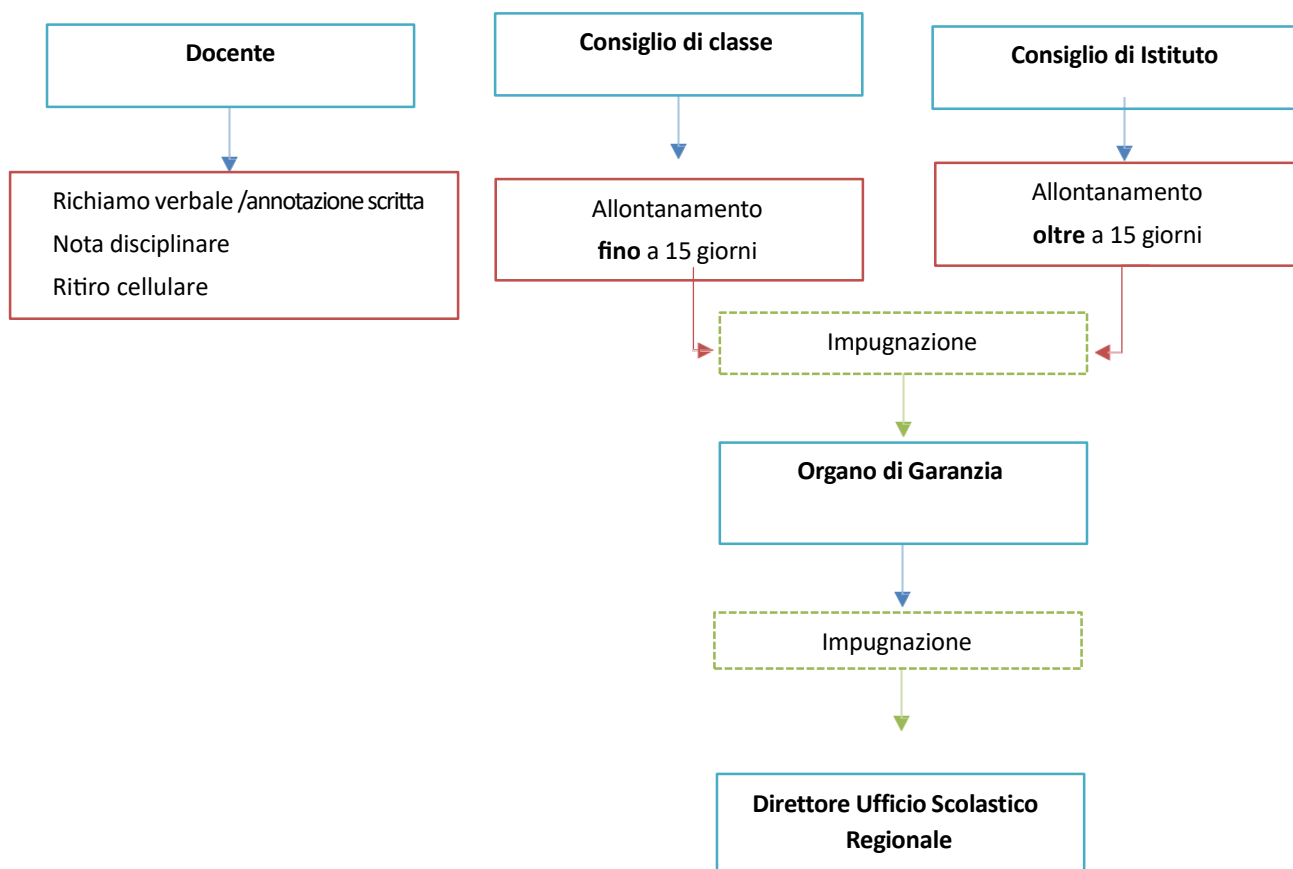 Docente
Consiglio di classe
Consiglio di Istituto
Richiamo verbale /annotazione scritta
Nota disciplinare
Ritiro cellulare
Allontanamento
fino a 15 giorni
Allontanamento
oltre a 15 giorni
Impugnazione
Organo di Garanzia
Impugnazione
Direttore Ufficio Scolastico
Regionale